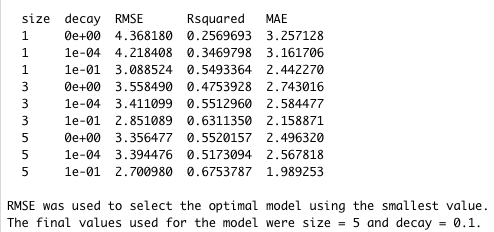 size decay RMSE Rsquared MAE
1 0e+00 4.368180 0.2569693 3.257128
1 1e-04 4.218408 0.3469798 3.161706
1 1e-01 3.088524 0.5493364 2.442270
3 0e+00 3.558490 0.4753928 2.743016
3 1e-04 3.411099 0.5512960 2.584477
3 1e-01 2.851089 0.6311350 2.158871
5 0e+00 3.356477 0.5520157 2.496320
5 1e-04 3.394476 0.5173094 2.567818
5 1e-01 2.700980 0.6753787 1.989253
RMSE was used to select the optimal model using the smallest value.
The final values used for the model were size = 5 and decay = 0.1.